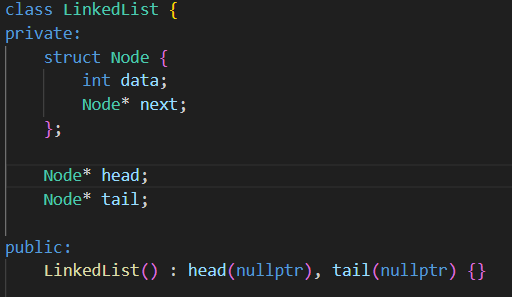 class LinkedList {
private:
    struct Node {
        int data;
        Node* next;
    };

    Node* head;
    Node* tail;

public:
    LinkedList() : head(nullptr), tail(nullptr) {}